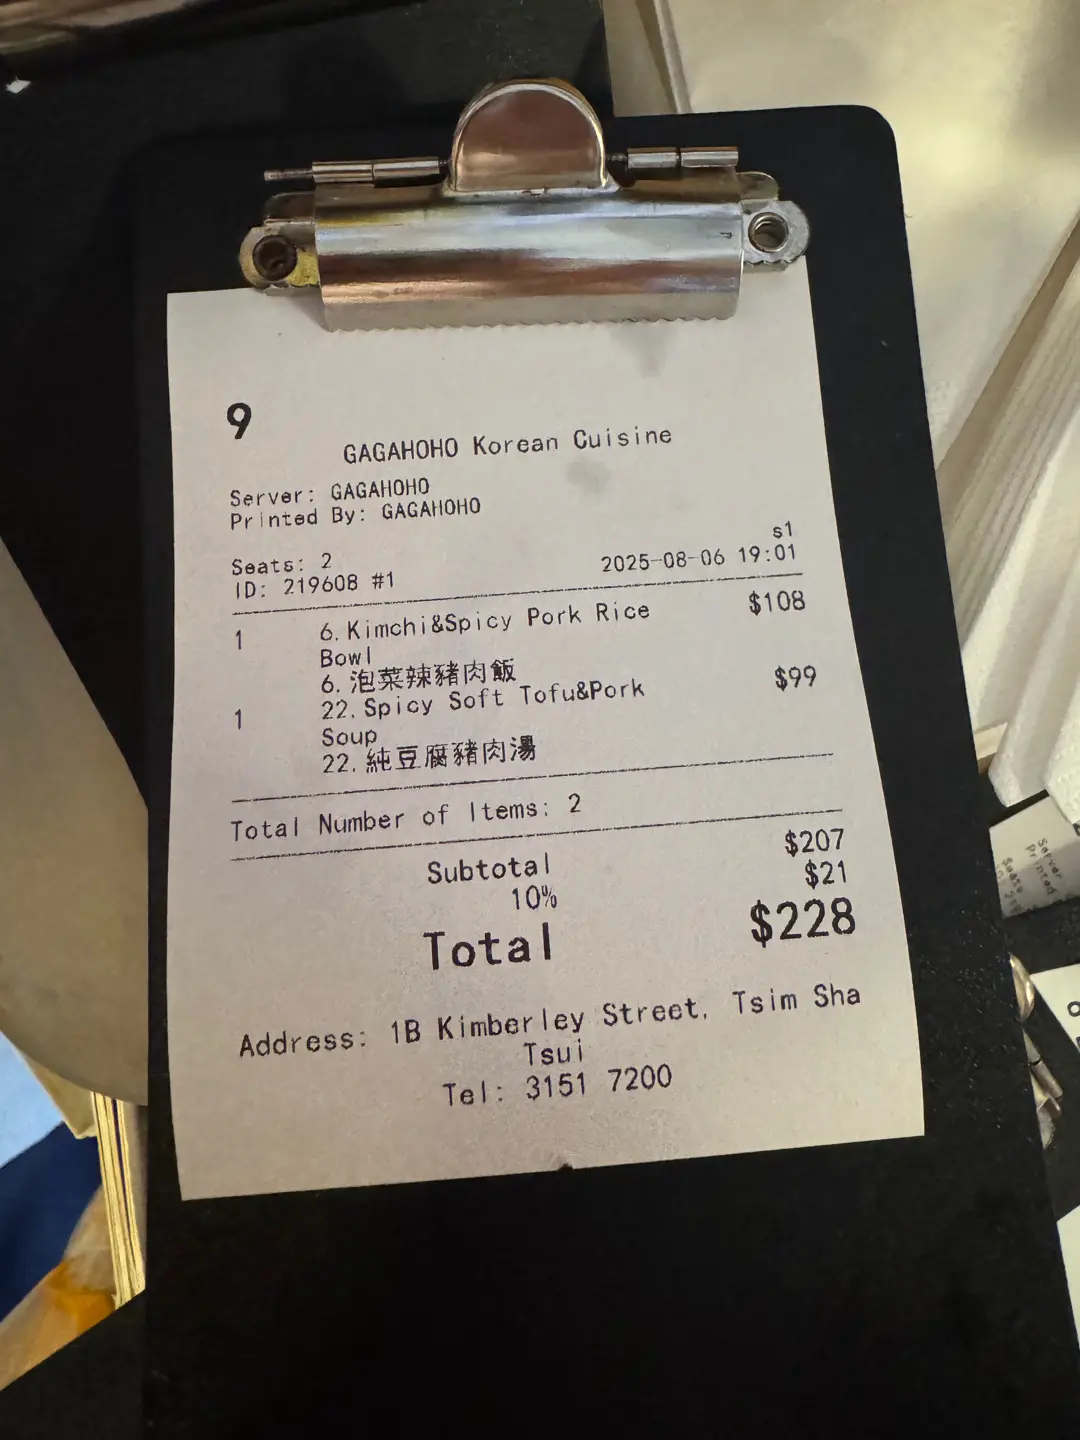 9
GAGAHOHO Korean Cuisine
Server: GAGAHOHO
Printed By: GAGAHOHO
s1
Seats: 2
ID: 219608 #1 2025-08-06 19:01
1 6. Kimchi&Spicy Pork Rice $108
Bowl
6. 泡菜辣豬肉飯
1 22. Spicy Soft Tofu&Pork $99
Soup
22. 純豆腐豬肉湯
Total Number of Items: 2
Subtotal $207
10% $21
Total $228
Address: 1B Kimberley Street, Tsim Sha
Tsui
Tel: 3151 7200
Server
Printed
Seats